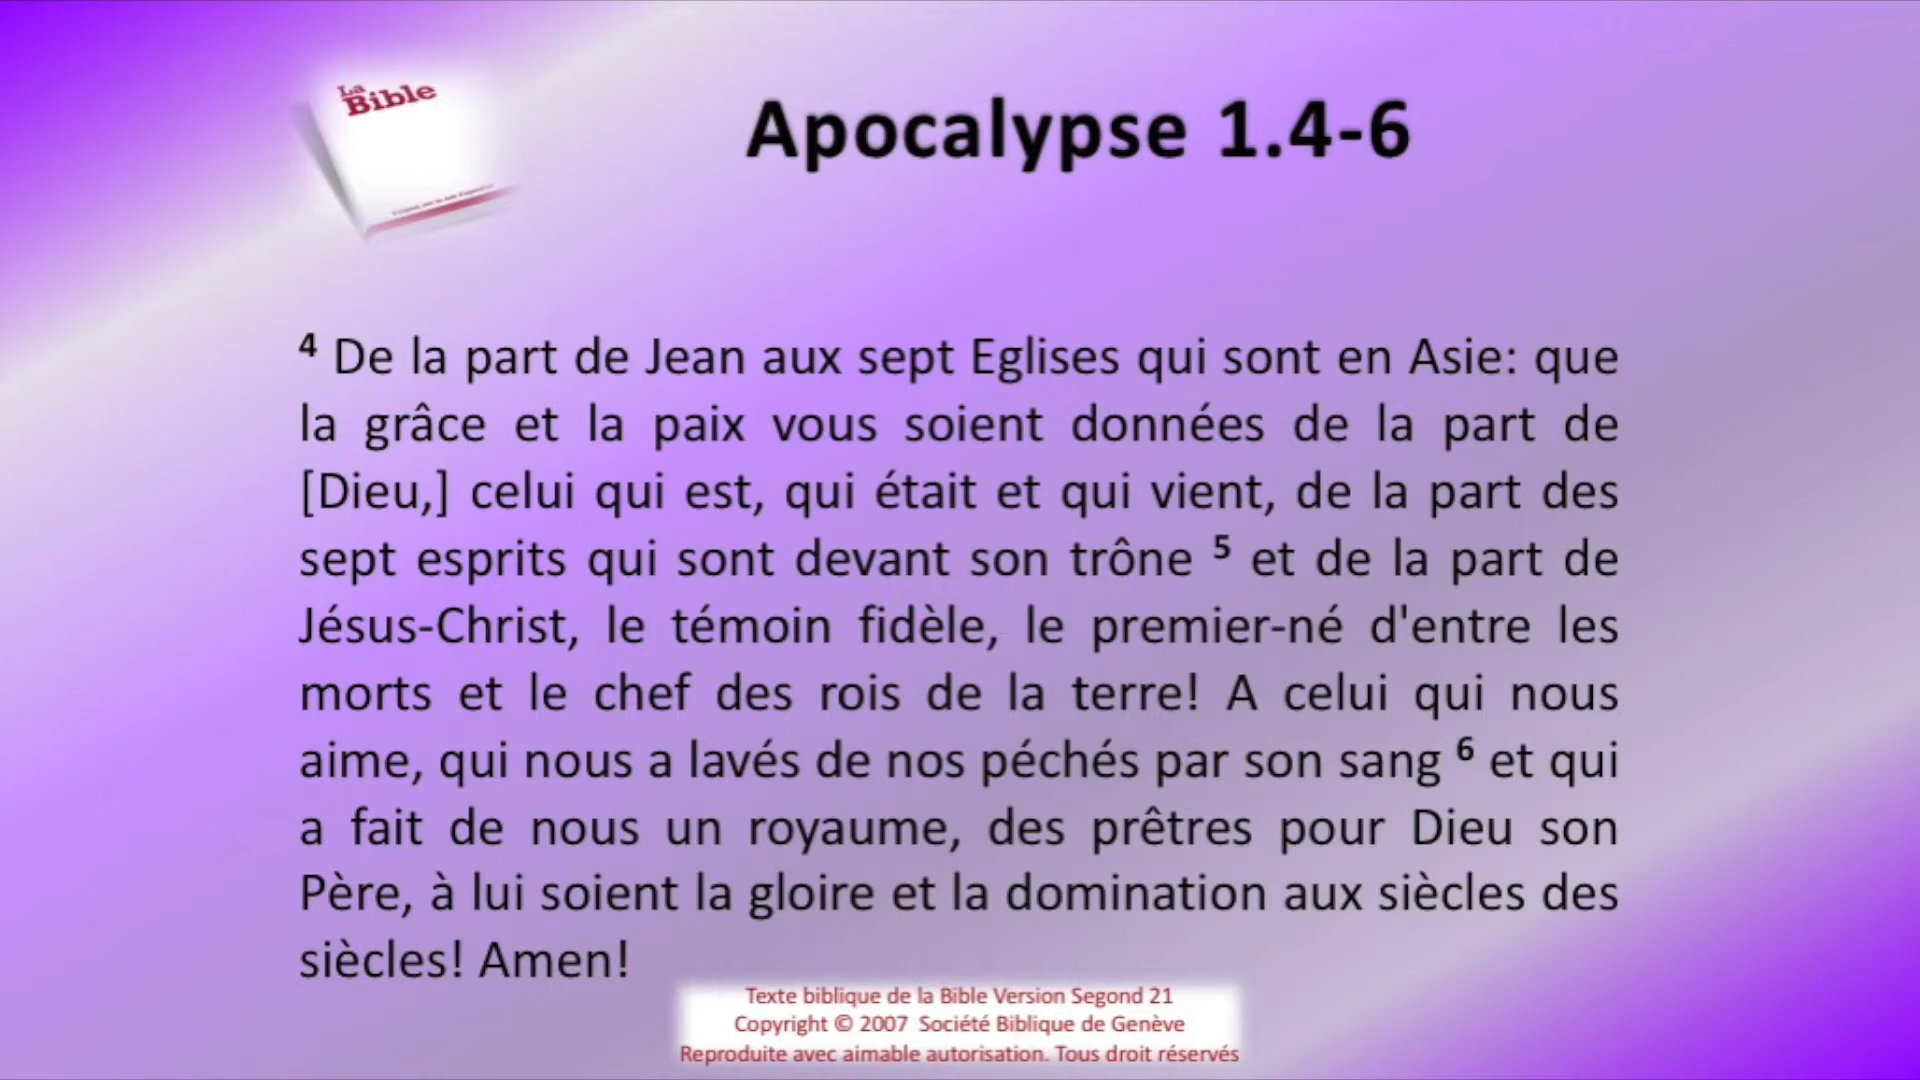 La
Bible
Apocalypse 1.4-6
4 De la part de Jean aux sept Eglises qui sont en Asie: que
la grâce et la paix vous soient données de la part de
[Dieu,] celui qui est, qui était et qui vient, de la part des
sept esprits qui sont devant son trône 5 et de la part de
Jésus-Christ, le témoin fidèle, le premier-né d'entre les
morts et le chef des rois de la terre! A celui qui nous
aime, qui nous a lavés de nos péchés par son sang 6 et qui
a fait de nous un royaume, des prêtres pour Dieu son
Père, à lui soient la gloire et la domination aux siècles des
siècles! Amen!
Texte biblique de la Bible Version Segond 21
Copyright © 2007 Société Biblique de Genève
Reproduite avec aimable autorisation. Tous droit réservés